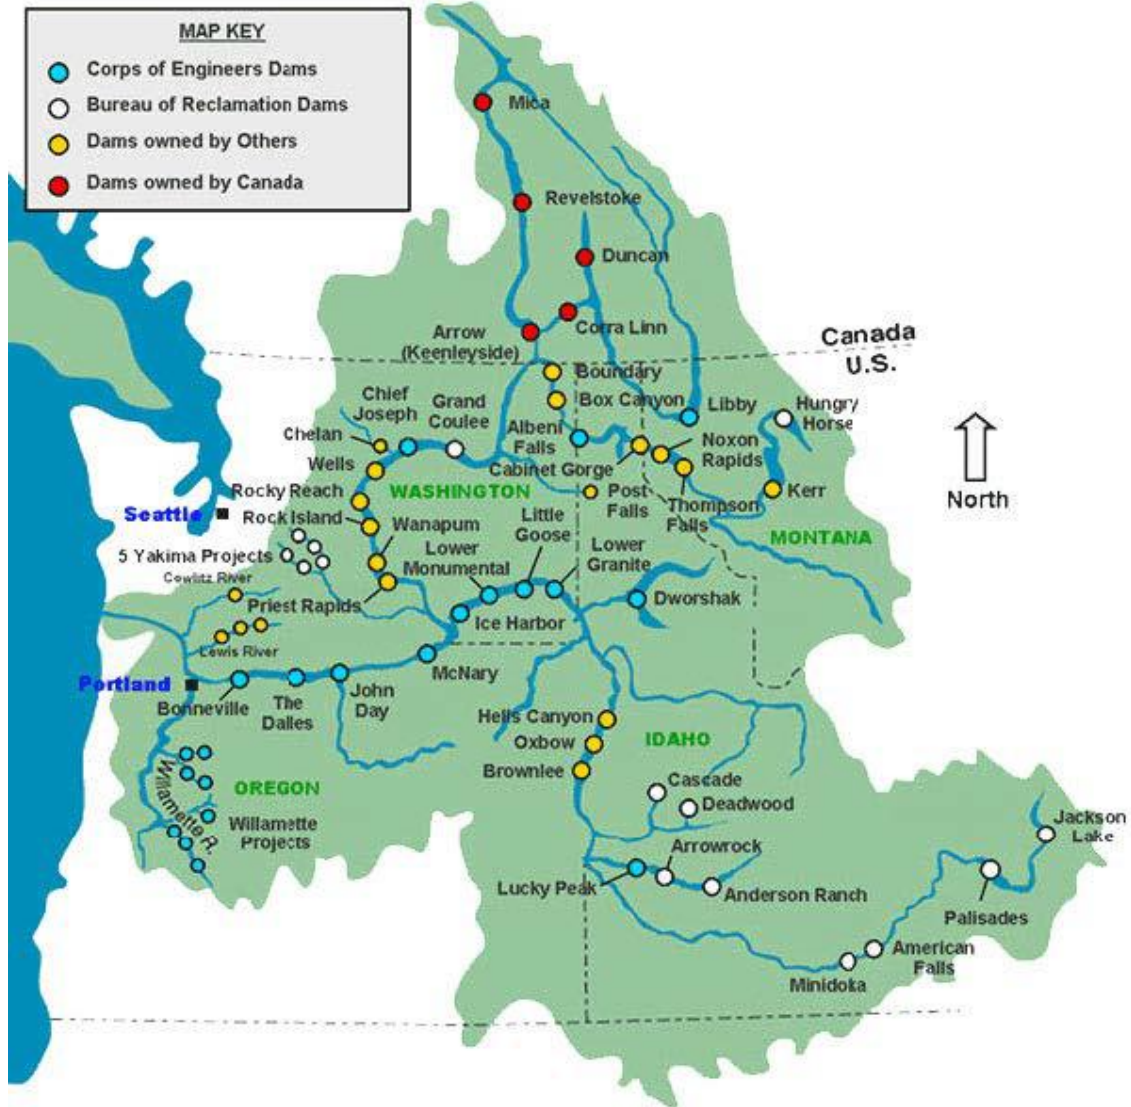 MAP KEY
Corps of Engineers Dams
Bureau of Reclamation Dams
Dams owned by Others
Dams owned by Canada
Mica
Revelstoke
Duncan
Corra Linn
Arrow
(Keenleyside)
Canada
U.S.
Boundary
Box Canyon
Libby
Hungry
Horse
Chief
Joseph
Grand
Coulee
Albeni
Falls
Chelan
Wells
Cabinet Gorge
Noxon
Rapids
Kerr
North
Rocky Reach
WASHINGTON
Post
Falls
Thompson
Falls
Seattle
Rock Island
Wanapum
Little
Goose
MONTANA
5 Yakima Projects
Lower
Monumental
Lower
Granite
Cowlitz River
Priest Rapids
Ice Harbor
Dworshak
Lewis River
McNary
Portland
Bonneville
The
Dalles
John
Day
Hells Canyon
Oxbow
Brownlee
IDAHO
Cascade
Deadwood
OREGON
Willamette R.
Willamette
Projects
Arrowrock
Lucky Peak
Anderson Ranch
Jackson
Lake
Palisades
American
Falls
Minidoka